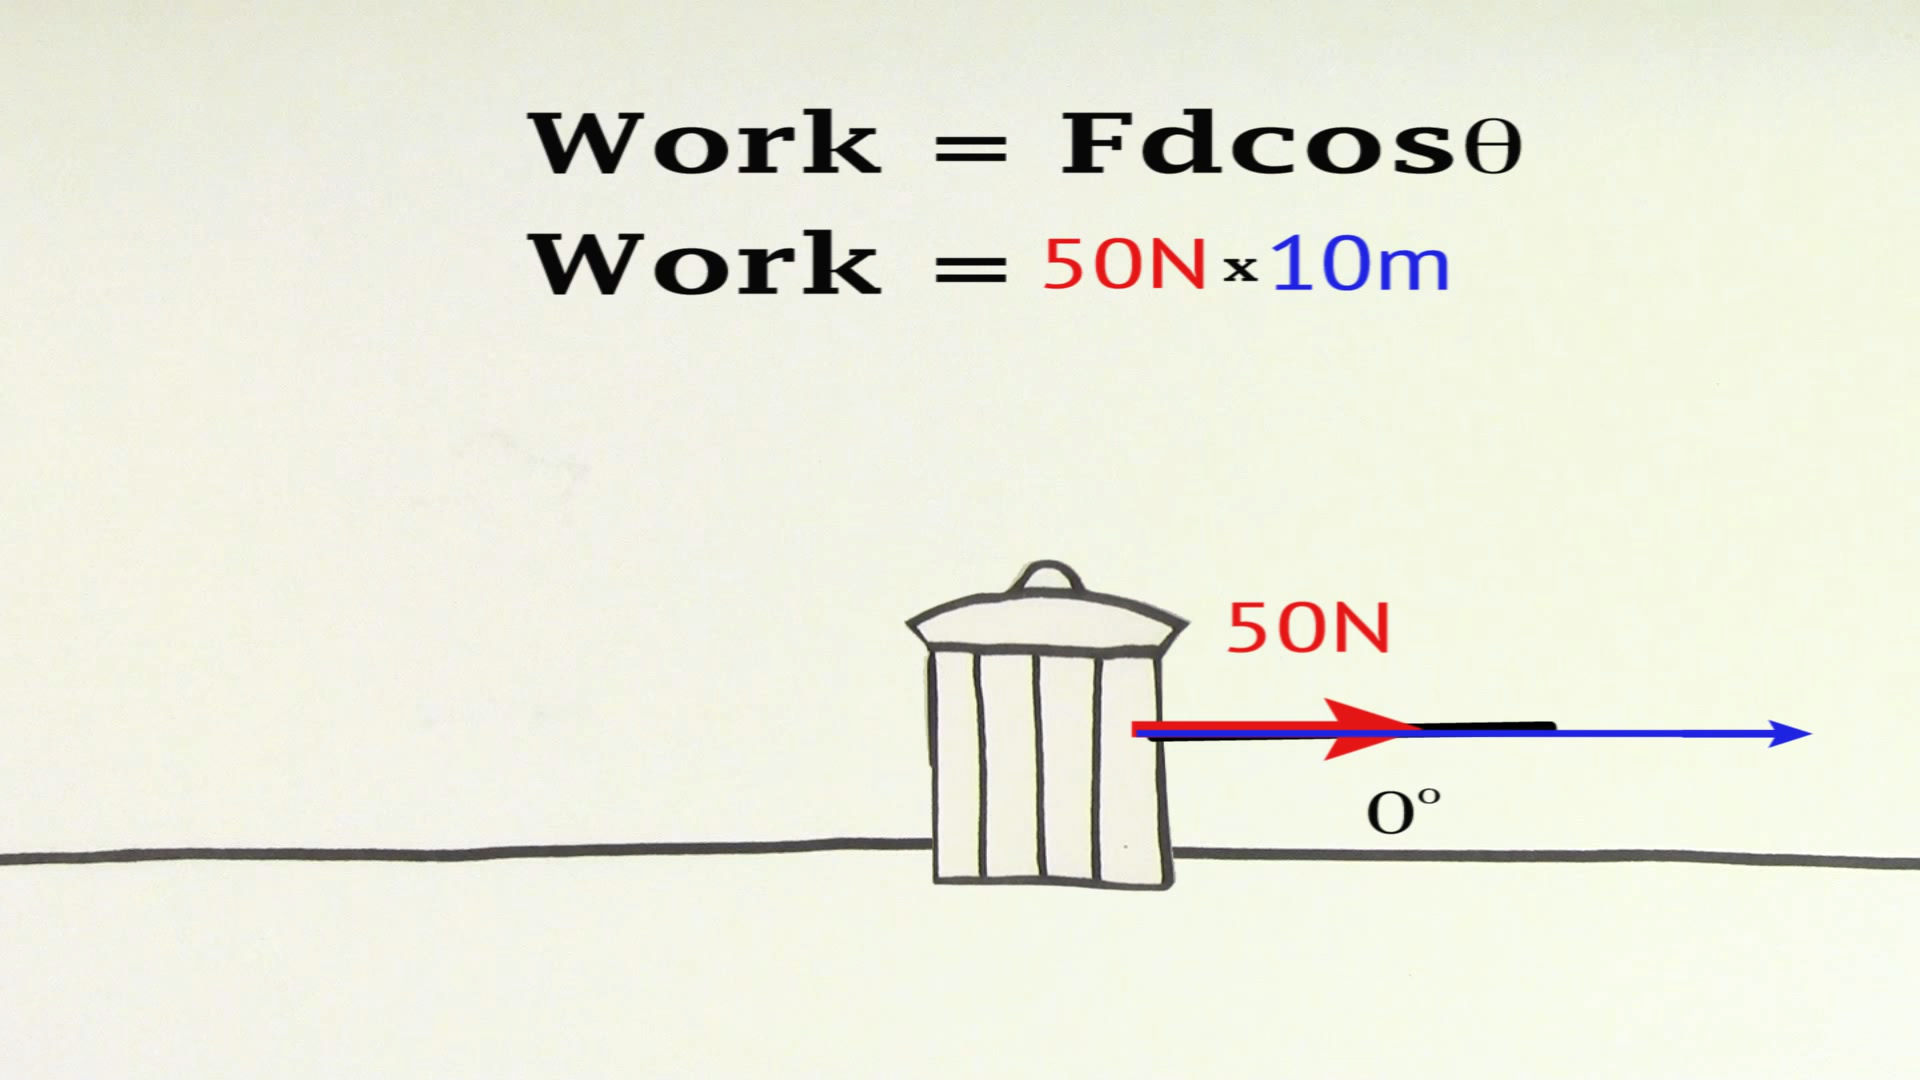 Work = Fdcosθ
Work = 50N x 10m
50N
0°